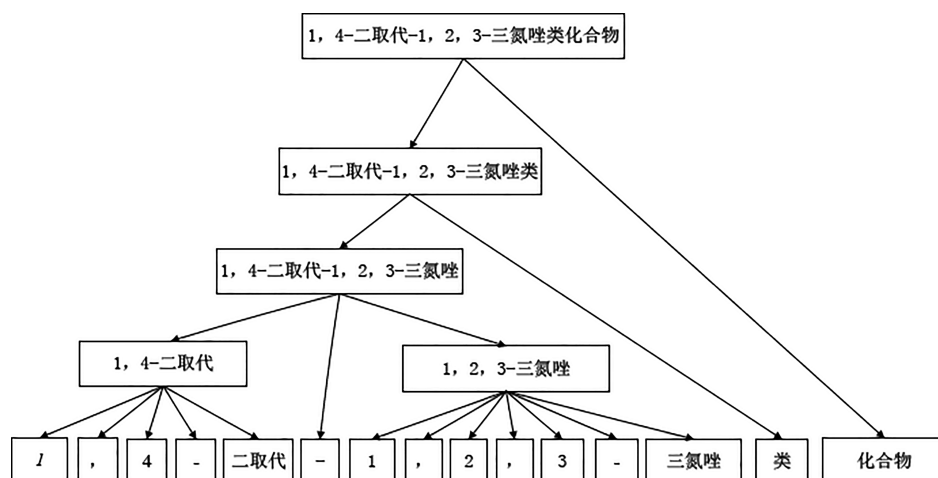 1，4-二取代-1，2，3-三氮唑类化合物
1，4-二取代-1，2，3-三氮唑类
1，4-二取代-1，2，3-三氮唑
1，4-二取代
1，2，3-三氮唑
1 ， 4 - 二取代 - 1 ， 2 ， 3 - 三氮唑 类 化合物